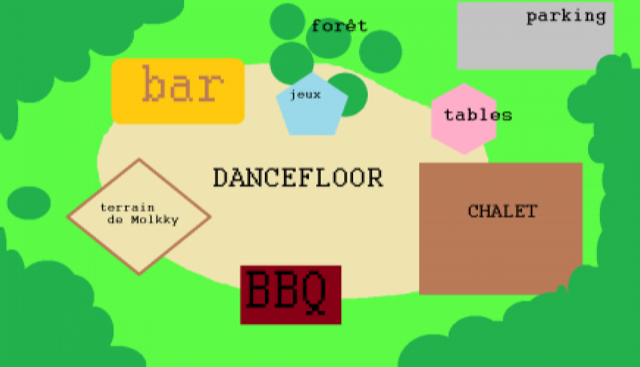 forêt
parking
bar
jeux
tables
DANCEFLOOR
terrain
de Molkky
CHALET
BBQ